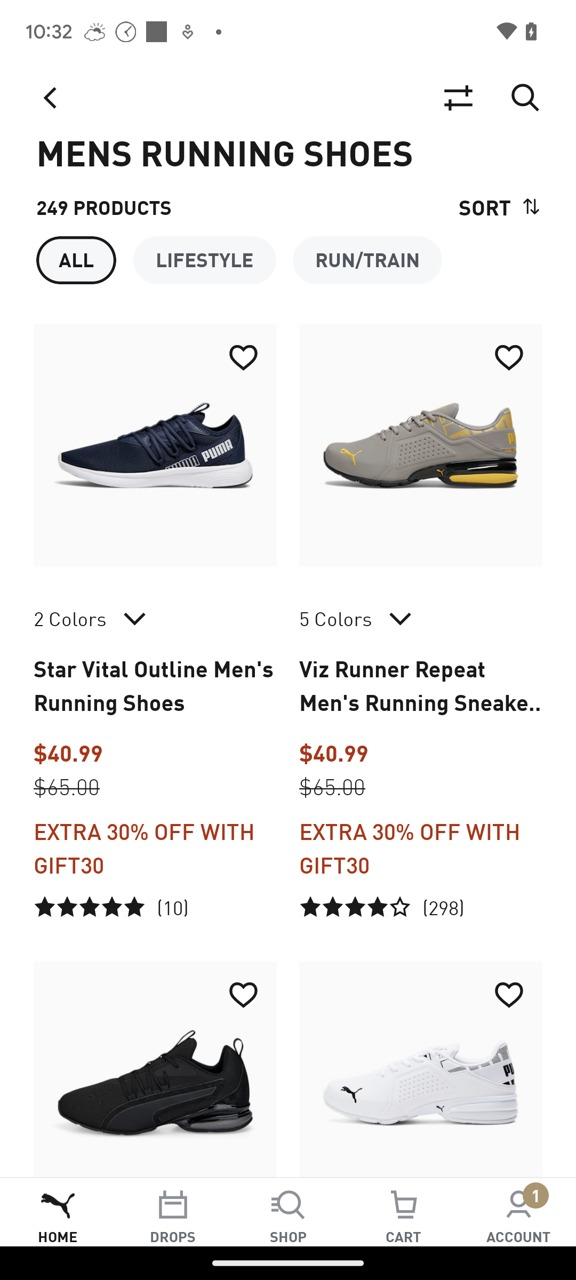 10:32
MENS RUNNING SHOES
249 PRODUCTS
SORT
ALL
LIFESTYLE
RUN/TRAIN
PUMA
2 Colors
5 Colors
Star Vital Outline Men's
Running Shoes
Viz Runner Repeat
Men's Running Sneake..
$40.99
$65.00
EXTRA 30% OFF WITH
GIFT30
(10)
$40.99
$65.00
EXTRA 30% OFF WITH
GIFT30
(298)
HOME
DROPS
SHOP
CART
1
ACCOUNT